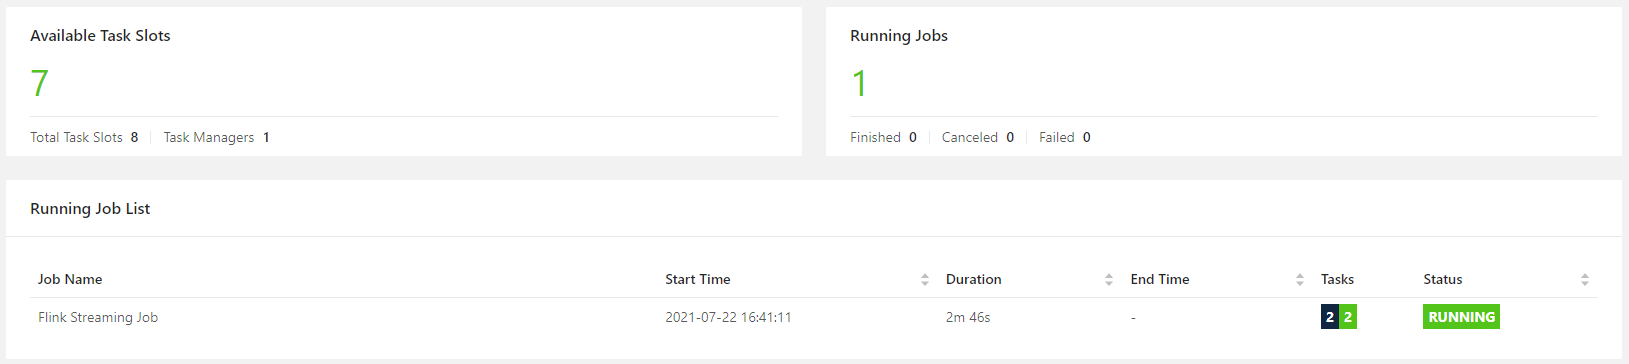 Available Task Slots
7
Total Task Slots 8 Task Managers 1
Running Jobs
1
Finished 0 Canceled 0 Failed 0
Running Job List
Job Name Start Time Duration End Time Tasks Status
Flink Streaming Job 2021-07-22 16:41:11 2m 46s - 2 2 RUNNING